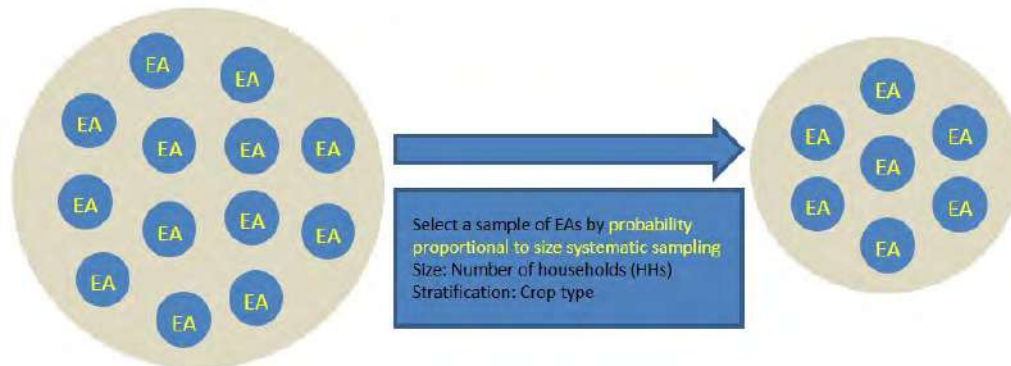 EA
EA
EA
EA
EA
EA
EA
EA
EA
EA
EA
EA
EA
Select a sample of EAs by probability
proportional to size systematic sampling
Size: Number of households (HHs)
Stratification: Crop type
EA
EA
EA
EA
EA
EA
EA